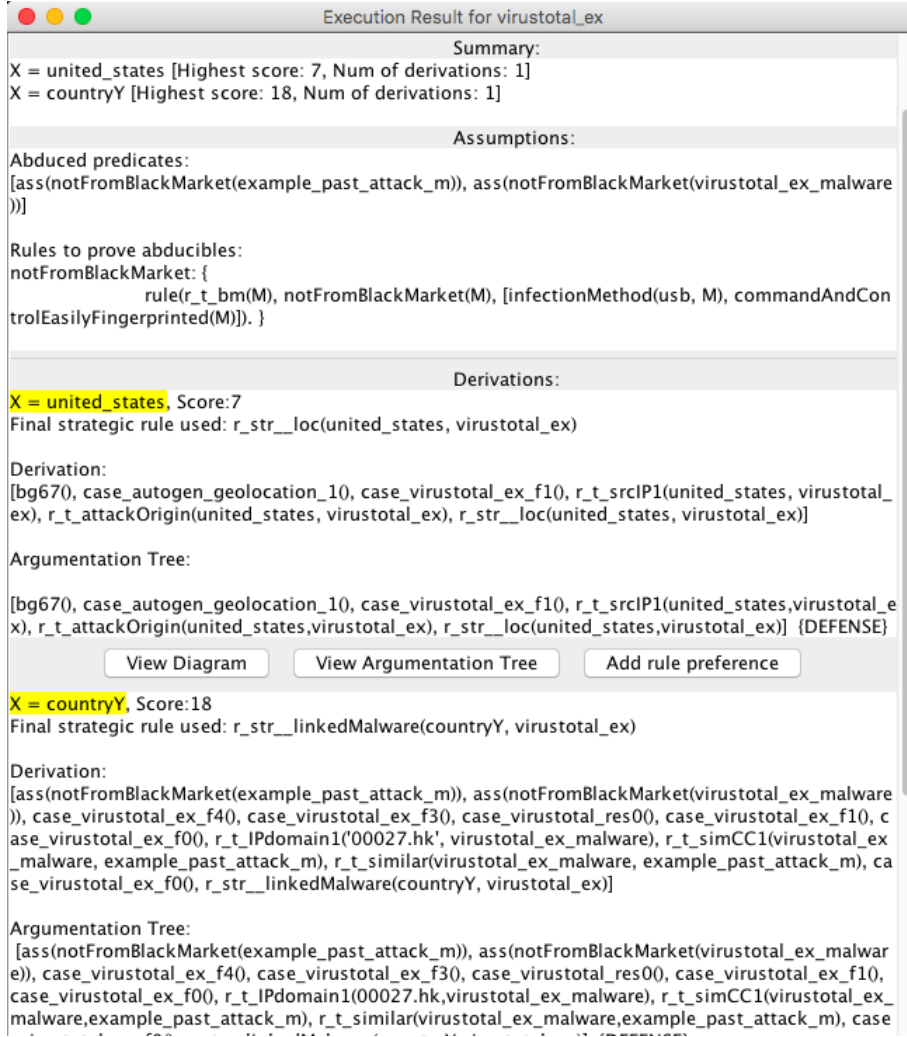 Execution Result for virustotal_ex
Summary:
X = united_states [Highest score: 7, Num of derivations: 1]
X = countryY [Highest score: 18, Num of derivations: 1]
Assumptions:
Abduced predicates:
[ass(notFromBlackMarket(example_past_attack_m)), ass(notFromBlackMarket(virustotal_ex_malware
))]
Rules to prove abducibles:
notFromBlackMarket: {
rule(r_t_bm(M), notFromBlackMarket(M), [infectionMethod(usb, M), commandAndCon
trolEasilyFingerprinted(M)]). }
Derivations:
X = united_states, Score:7
Final strategic rule used: r_str__loc(united_states, virustotal_ex)
Derivation:
[bg67(), case_autogen_geolocation_1(), case_virustotal_ex_f1(), r_t_srcIP1(united_states, virustotal_
ex), r_t_attackOrigin(united_states, virustotal_ex), r_str__loc(united_states, virustotal_ex)]
Argumentation Tree:
[bg67(), case_autogen_geolocation_1(), case_virustotal_ex_f1(), r_t_srcIP1(united_states,virustotal_e
x), r_t_attackOrigin(united_states,virustotal_ex), r_str__loc(united_states,virustotal_ex)] {DEFENSE}
View Diagram View Argumentation Tree Add rule preference
X = countryY, Score:18
Final strategic rule used: r_str__linkedMalware(countryY, virustotal_ex)
Derivation:
[ass(notFromBlackMarket(example_past_attack_m)), ass(notFromBlackMarket(virustotal_ex_malware
)), case_virustotal_ex_f4(), case_virustotal_ex_f3(), case_virustotal_res0(), case_virustotal_ex_f1(), c
ase_virustotal_ex_f0(), r_t_IPdomain1('00027.hk', virustotal_ex_malware), r_t_simCC1(virustotal_ex
_malware, example_past_attack_m), r_t_similar(virustotal_ex_malware, example_past_attack_m), ca
se_virustotal_ex_f0(), r_str__linkedMalware(countryY, virustotal_ex)]
Argumentation Tree:
[ass(notFromBlackMarket(example_past_attack_m)), ass(notFromBlackMarket(virustotal_ex_malwar
e)), case_virustotal_ex_f4(), case_virustotal_ex_f3(), case_virustotal_res0(), case_virustotal_ex_f1(),
case_virustotal_ex_f0(), r_t_IPdomain1(00027.hk,virustotal_ex_malware), r_t_simCC1(virustotal_ex_
malware,example_past_attack_m), r_t_similar(virustotal_ex_malware,example_past_attack_m), case